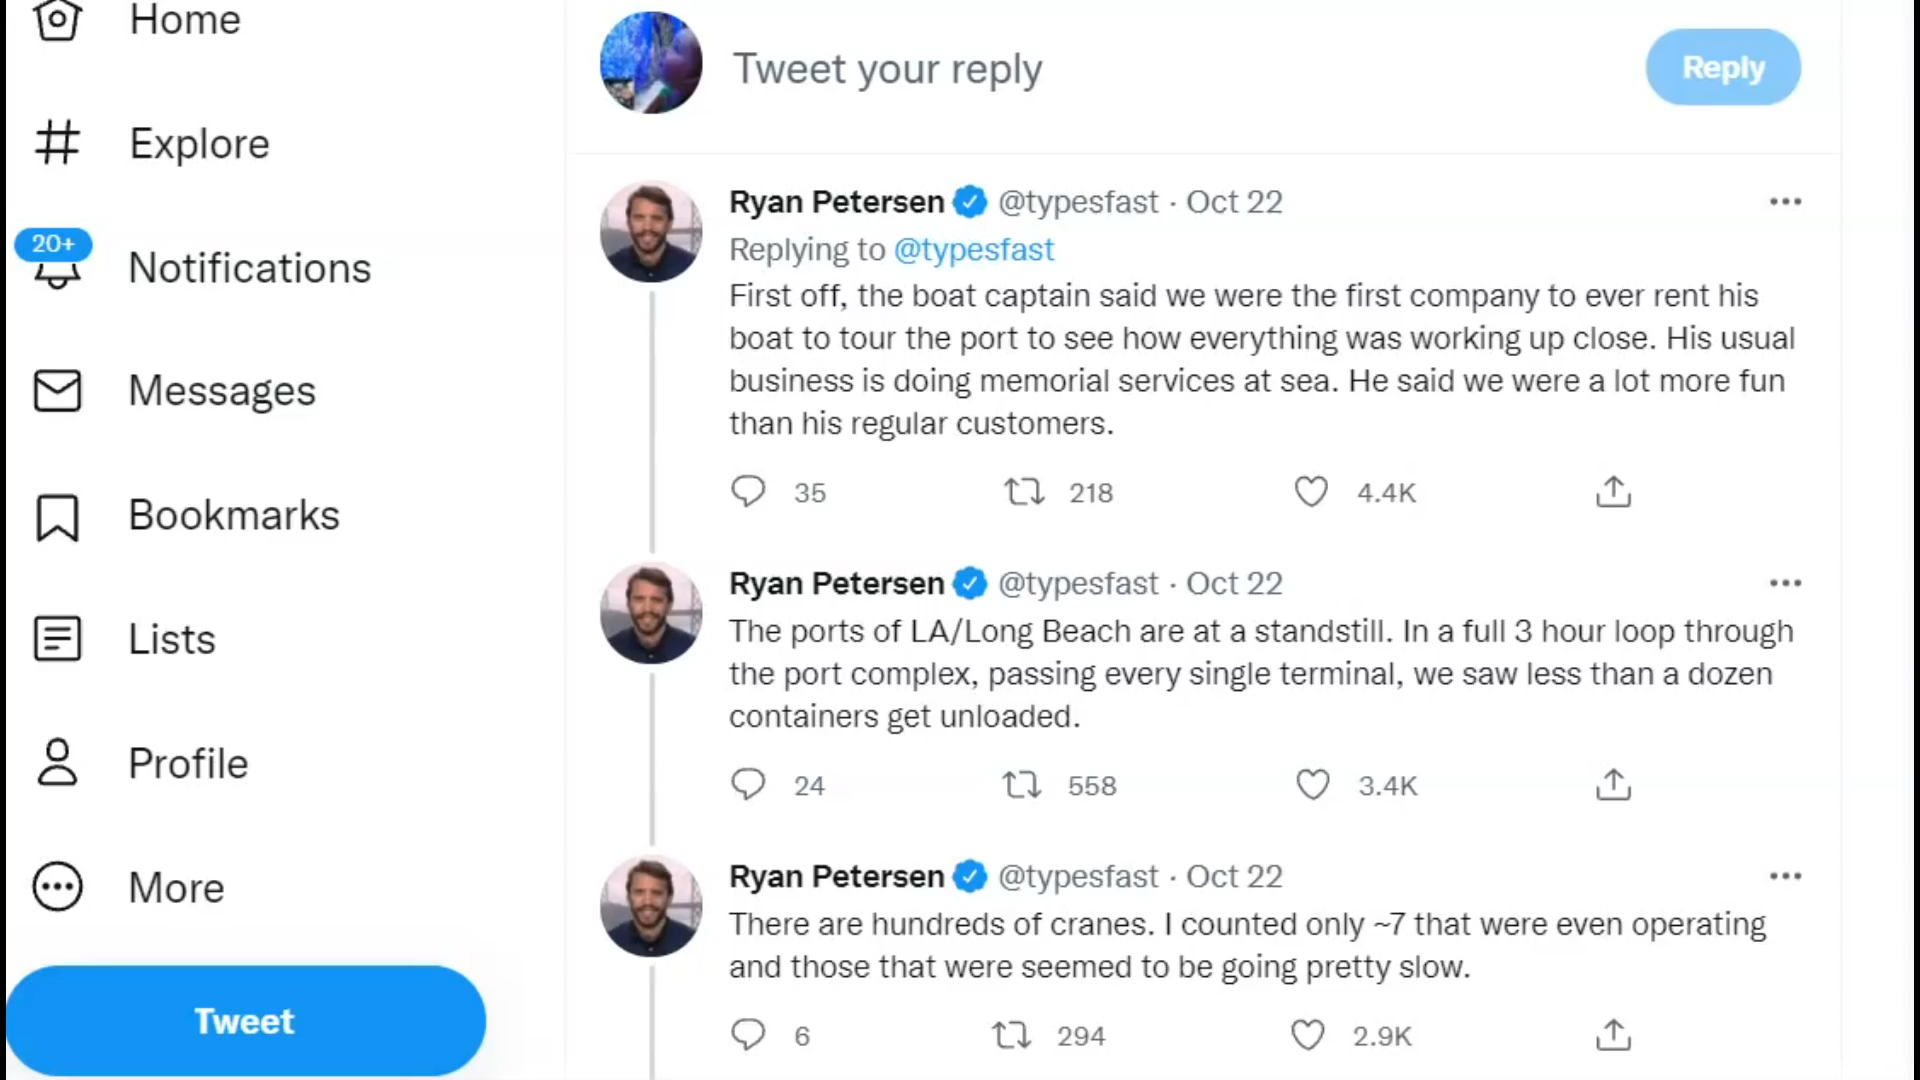 Home
Explore
20+
Notifications
Messages
Bookmarks
Lists
Profile
More
Tweet
Tweet your reply
Reply
Ryan Petersen @typesfast · Oct 22
Replying to @typesfast
First off, the boat captain said we were the first company to ever rent his
boat to tour the port to see how everything was working up close. His usual
business is doing memorial services at sea. He said we were a lot more fun
than his regular customers.
35 218 4.4K
Ryan Petersen @typesfast · Oct 22
The ports of LA/Long Beach are at a standstill. In a full 3 hour loop through
the port complex, passing every single terminal, we saw less than a dozen
containers get unloaded.
24 558 3.4K
Ryan Petersen @typesfast · Oct 22
There are hundreds of cranes. I counted only ~7 that were even operating
and those that were seemed to be going pretty slow.
6 294 2.9K